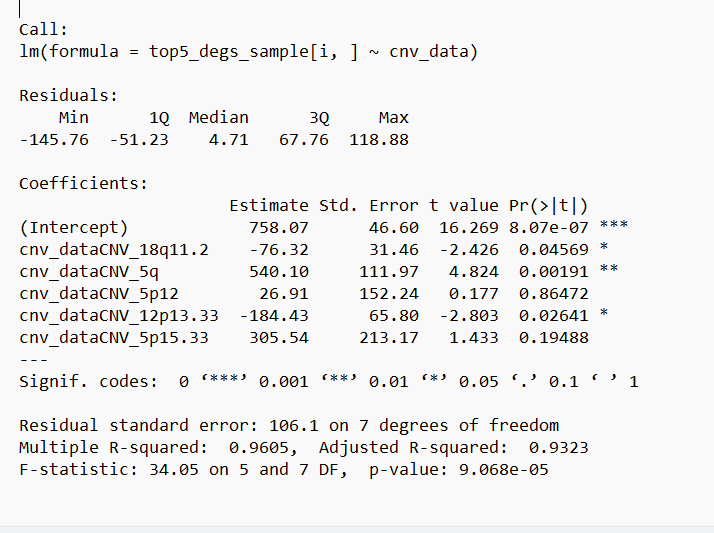 Call:
lm(formula = top5_degs_sample[i, ] ~ cnv_data)
Residuals:
    Min      1Q  Median      3Q     Max
-145.76  -51.23    4.71   67.76  118.88
Coefficients:
                    Estimate Std. Error t value Pr(>|t|)
(Intercept)           758.07      46.60  16.269 8.07e-07 ***
cnv_dataCNV_18q11.2   -76.32      31.46  -2.426  0.04569 *
cnv_dataCNV_5q        540.10     111.97   4.824  0.00191 **
cnv_dataCNV_5p12       26.91     152.24   0.177  0.86472
cnv_dataCNV_12p13.33 -184.43      65.80  -2.803  0.02641 *
cnv_dataCNV_5p15.33   305.54     213.17   1.433  0.19488
---
Signif. codes:  0 ‘***’ 0.001 ‘**’ 0.01 ‘*’ 0.05 ‘.’ 0.1 ‘ ’ 1
Residual standard error: 106.1 on 7 degrees of freedom
Multiple R-squared:  0.9605,  Adjusted R-squared:  0.9323
F-statistic: 34.05 on 5 and 7 DF,  p-value: 9.068e-05